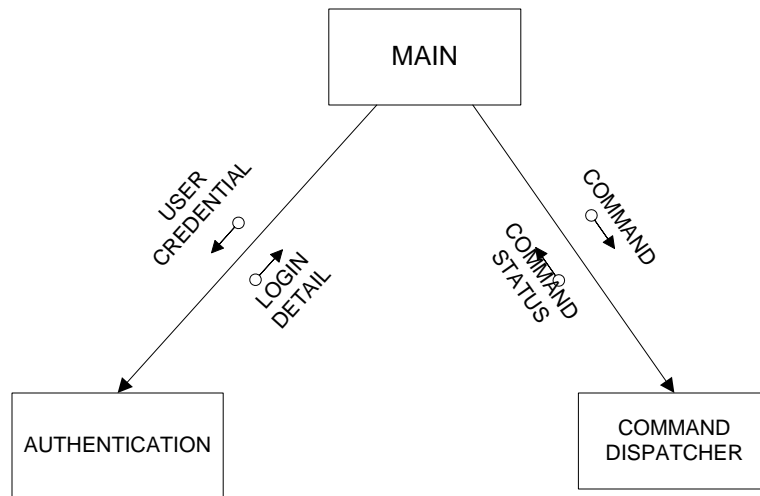 MAIN
USER
CREDENTIAL
LOGIN
DETAIL
COMMAND
COMMAND
STATUS
AUTHENTICATION
COMMAND
DISPATCHER